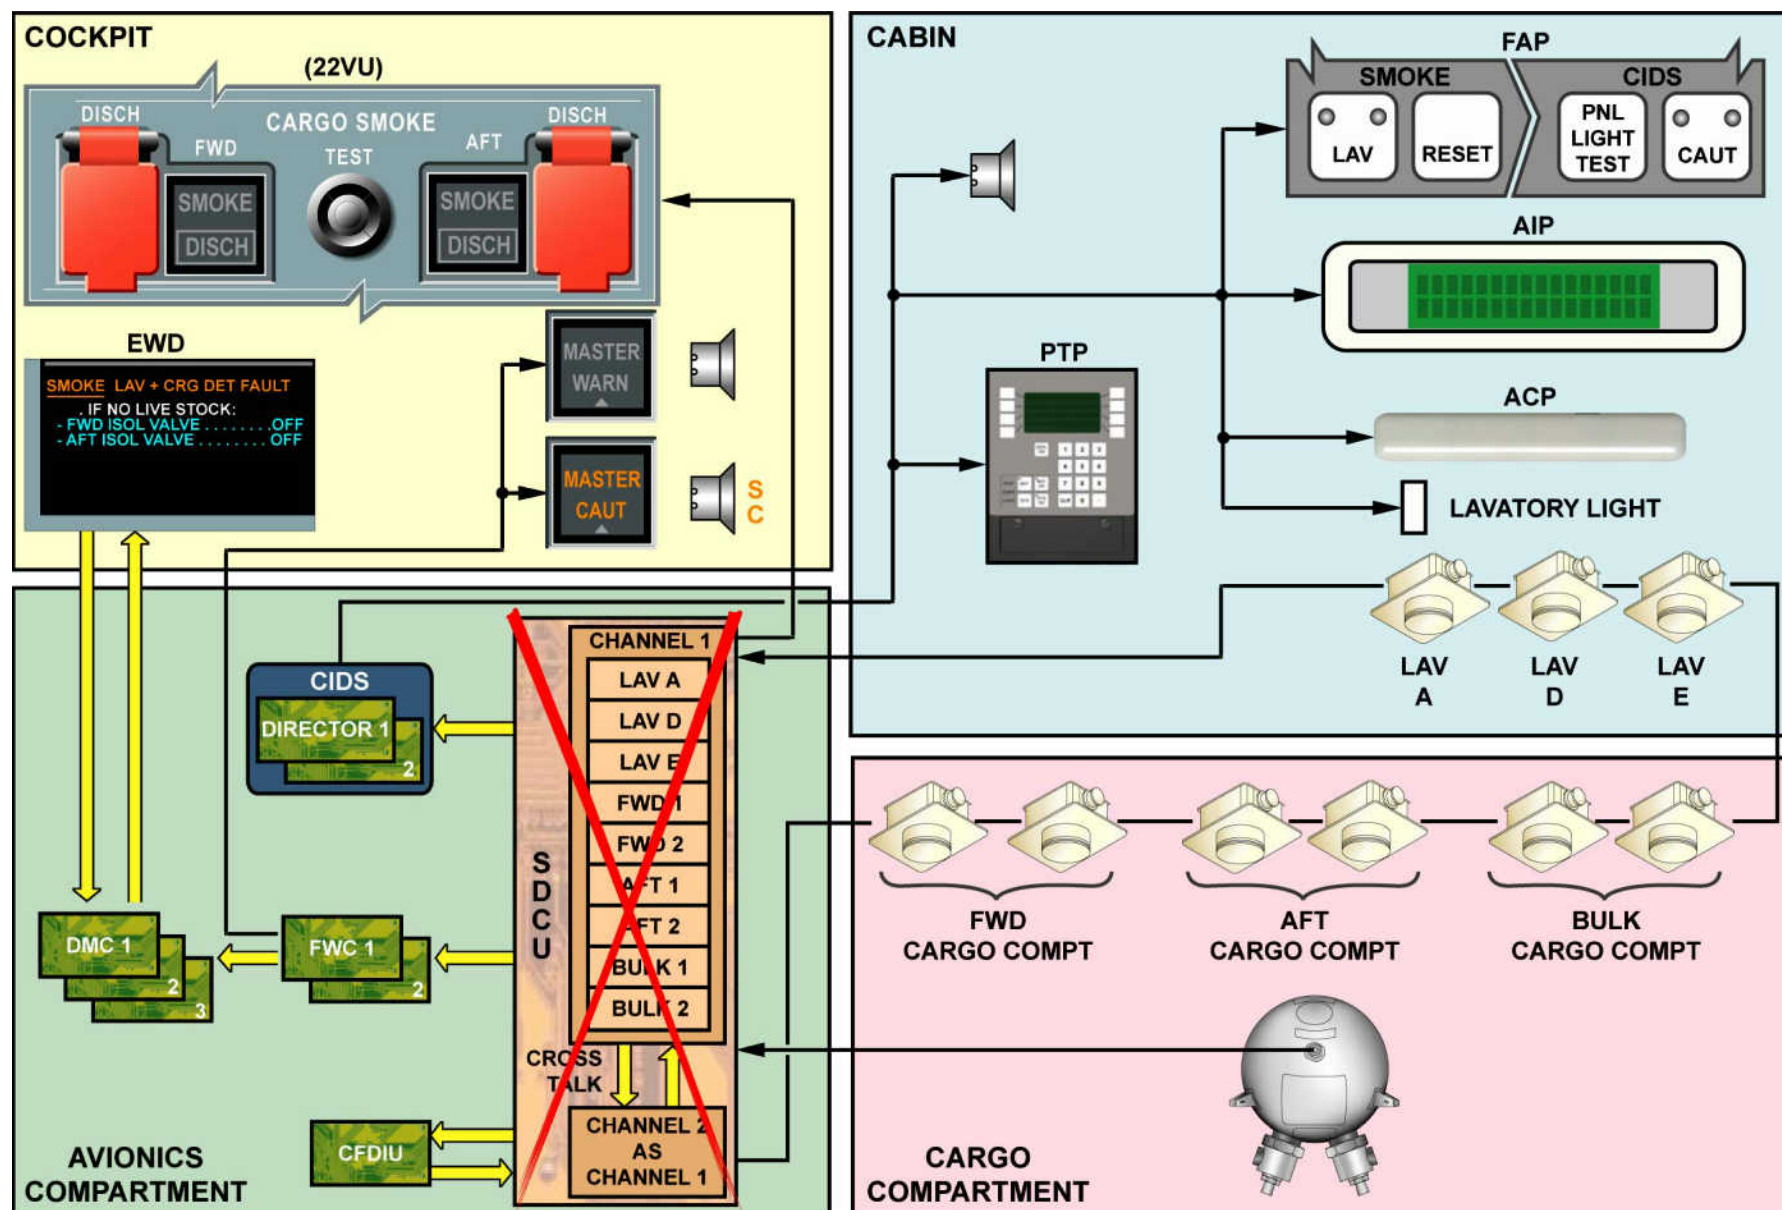 COCKPIT
(22VU)
DISCH
CARGO SMOKE
DISCH
FWD
TEST
AFT
SMOKE
DISCH
SMOKE
DISCH
EWD
SMOKE LAV + CRG DET FAULT
. IF NO LIVE STOCK:
- FWD ISOL VALVE . . . . . . . .OFF
- AFT ISOL VALVE . . . . . . . . OFF
MASTER
WARN
MASTER
CAUT
S
C
CABIN
FAP
SMOKE
CIDS
LAV
RESET
PNL
LIGHT
TEST
CAUT
AIP
PTP
ACP
LAVATORY LIGHT
LAV
A
LAV
D
LAV
E
CIDS
DIRECTOR 1
2
DMC 1
2
3
FWC 1
2
CFDIU
SDCU
CHANNEL 1
LAV A
LAV D
LAV E
FWD 1
FWD 2
AFT 1
AFT 2
BULK 1
BULK 2
CROSS
TALK
CHANNEL 2
AS
CHANNEL 1
AVIONICS
COMPARTMENT
FWD
CARGO COMPT
AFT
CARGO COMPT
BULK
CARGO COMPT
CARGO
COMPARTMENT